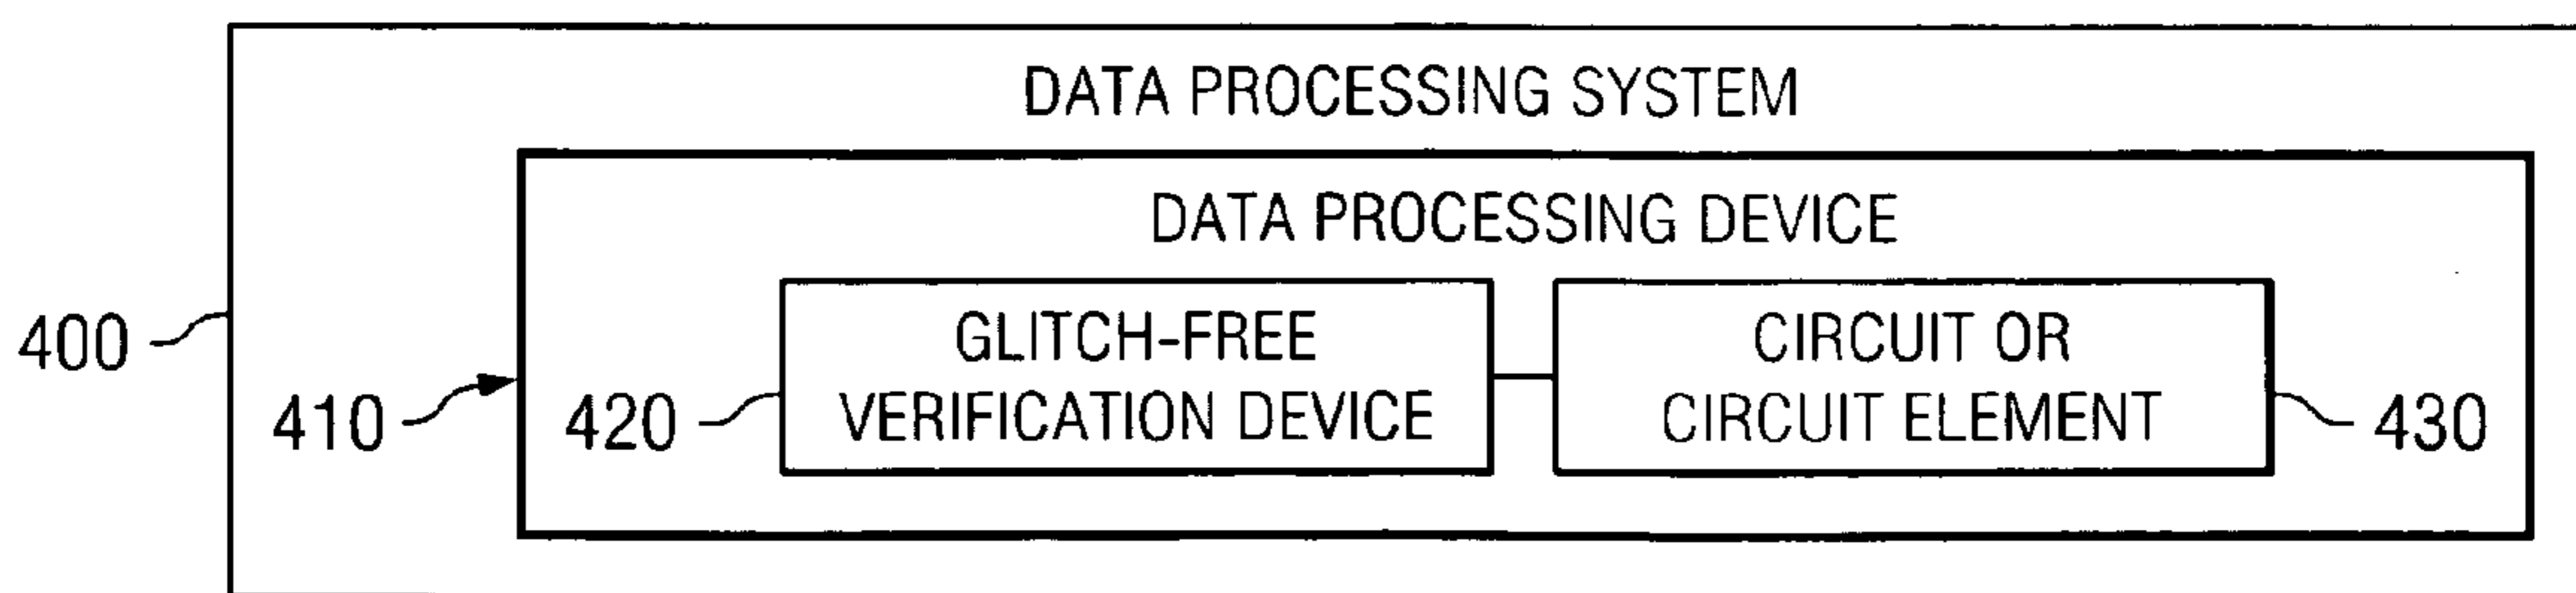 DATA PROCESSING SYSTEM
DATA PROCESSING DEVICE
GLITCH-FREE
VERIFICATION DEVICE
CIRCUIT OR
CIRCUIT ELEMENT
400
410
420
430